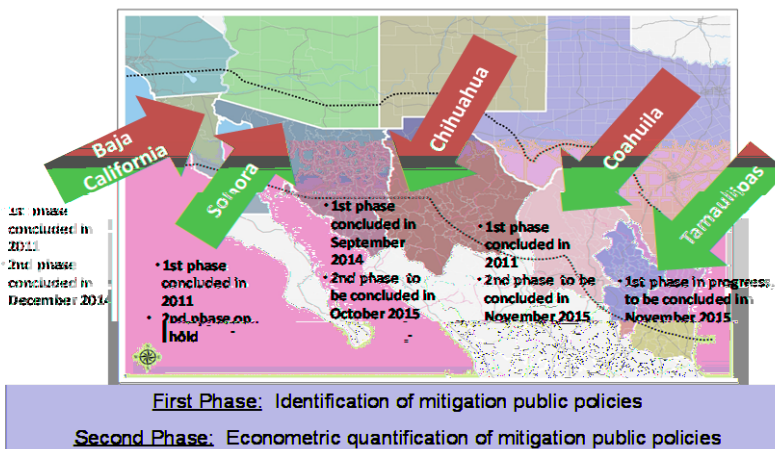 Baja
California
Sonora
Chihuahua
Coahuila
Tamaulipas
1st phase
concluded in
2011
• 2nd phase
concluded in
December 2014
• 1st phase
concluded in
2011
• 2nd phase on
hold
• 1st phase
concluded in
September
2014
• 2nd phase to
be concluded in
October 2015
• 1st phase
concluded in
2011
• 2nd phase to be
concluded in
November 2015
• 1st phase in progress,
to be concluded in
November 2015
First Phase: Identification of mitigation public policies
Second Phase: Econometric quantification of mitigation public policies